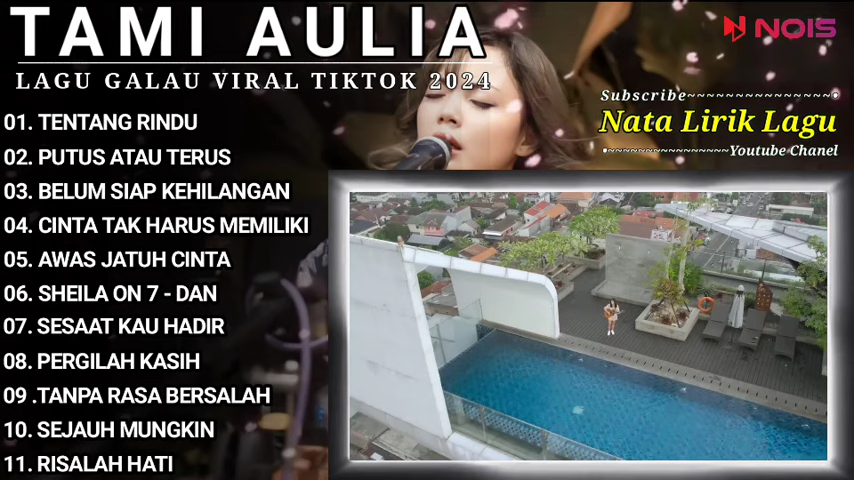 TAMI AULIA
LAGU GALAU VIRAL TIKTOK 2024
NOIS
Subscribe~~~~~~~~~~~~~~~
Nata Lirik Lagu
~~~~~~~~~~~~~~~Youtube Chanel
01. TENTANG RINDU
02. PUTUS ATAU TERUS
03. BELUM SIAP KEHILANGAN
04. CINTA TAK HARUS MEMILIKI
05. AWAS JATUH CINTA
06. SHEILA ON 7 - DAN
07. SESAAT KAU HADIR
08. PERGILAH KASIH
09 .TANPA RASA BERSALAH
10. SEJAUH MUNGKIN
11. RISALAH HATI